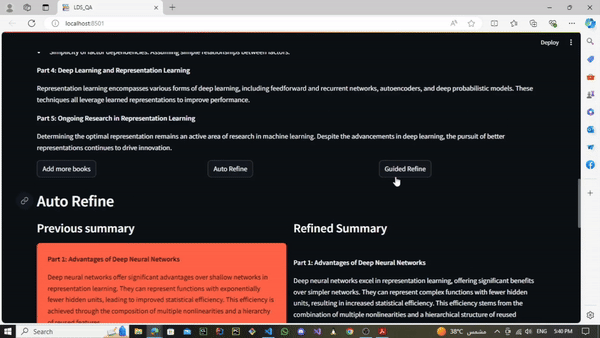 LDS_QA
localhost:8501
Deploy
Simplicity of factor dependencies: Assuming simple relationships between factors.
Part 4: Deep Learning and Representation Learning
Representation learning encompasses various forms of deep learning, including feedforward and recurrent networks, autoencoders, and deep probabilistic models. These
techniques all leverage learned representations to improve performance.
Part 5: Ongoing Research in Representation Learning
Determining the optimal representation remains an active area of research in machine learning. Despite the advancements in deep learning, the pursuit of better
representations continues to drive innovation.
Add more books
Auto Refine
Guided Refine
Auto Refine
Previous summary
Refined Summary
Part 1: Advantages of Deep Neural Networks
Deep neural networks offer significant advantages over shallow networks in
representation learning. They can represent functions with exponentially
fewer hidden units, leading to improved statistical efficiency. This efficiency is
achieved through the composition of multiple nonlinearities and a hierarchy
of reused features.
Part 1: Advantages of Deep Neural Networks
Deep neural networks excel in representation learning, offering significant benefits
over simpler networks. They can represent complex functions with fewer hidden
units, resulting in increased statistical efficiency. This efficiency stems from the
combination of multiple nonlinearities and a hierarchical structure of reused
Search
38°C
مشمس
ENG
5:40 PM